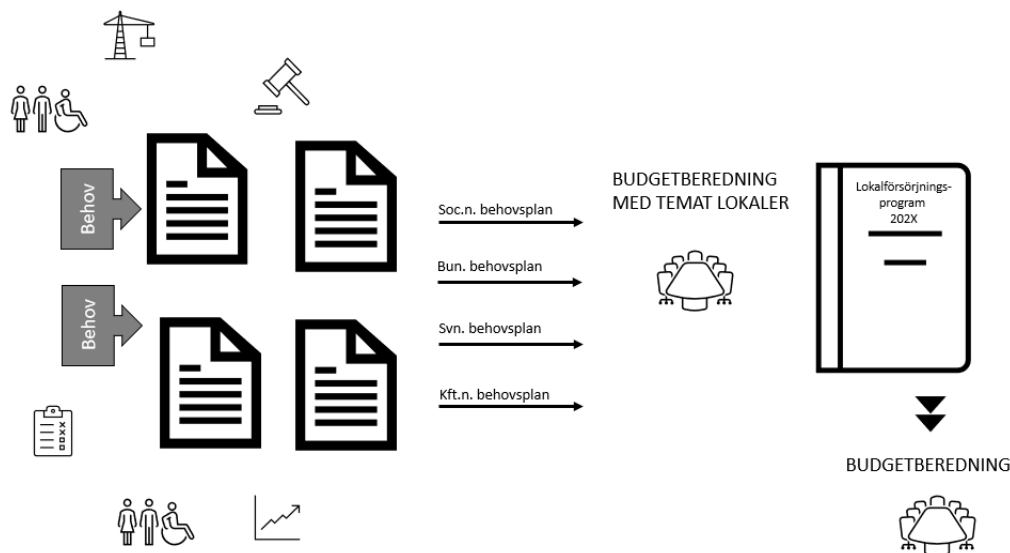 Behov
Behov
Soc.n. behovsplan
Bun. behovsplan
Svn. behovsplan
Kft.n. behovsplan
BUDGETBEREDNING
MED TEMAT LOKALER
Lokalförsörjnings-
program
202X
BUDGETBEREDNING